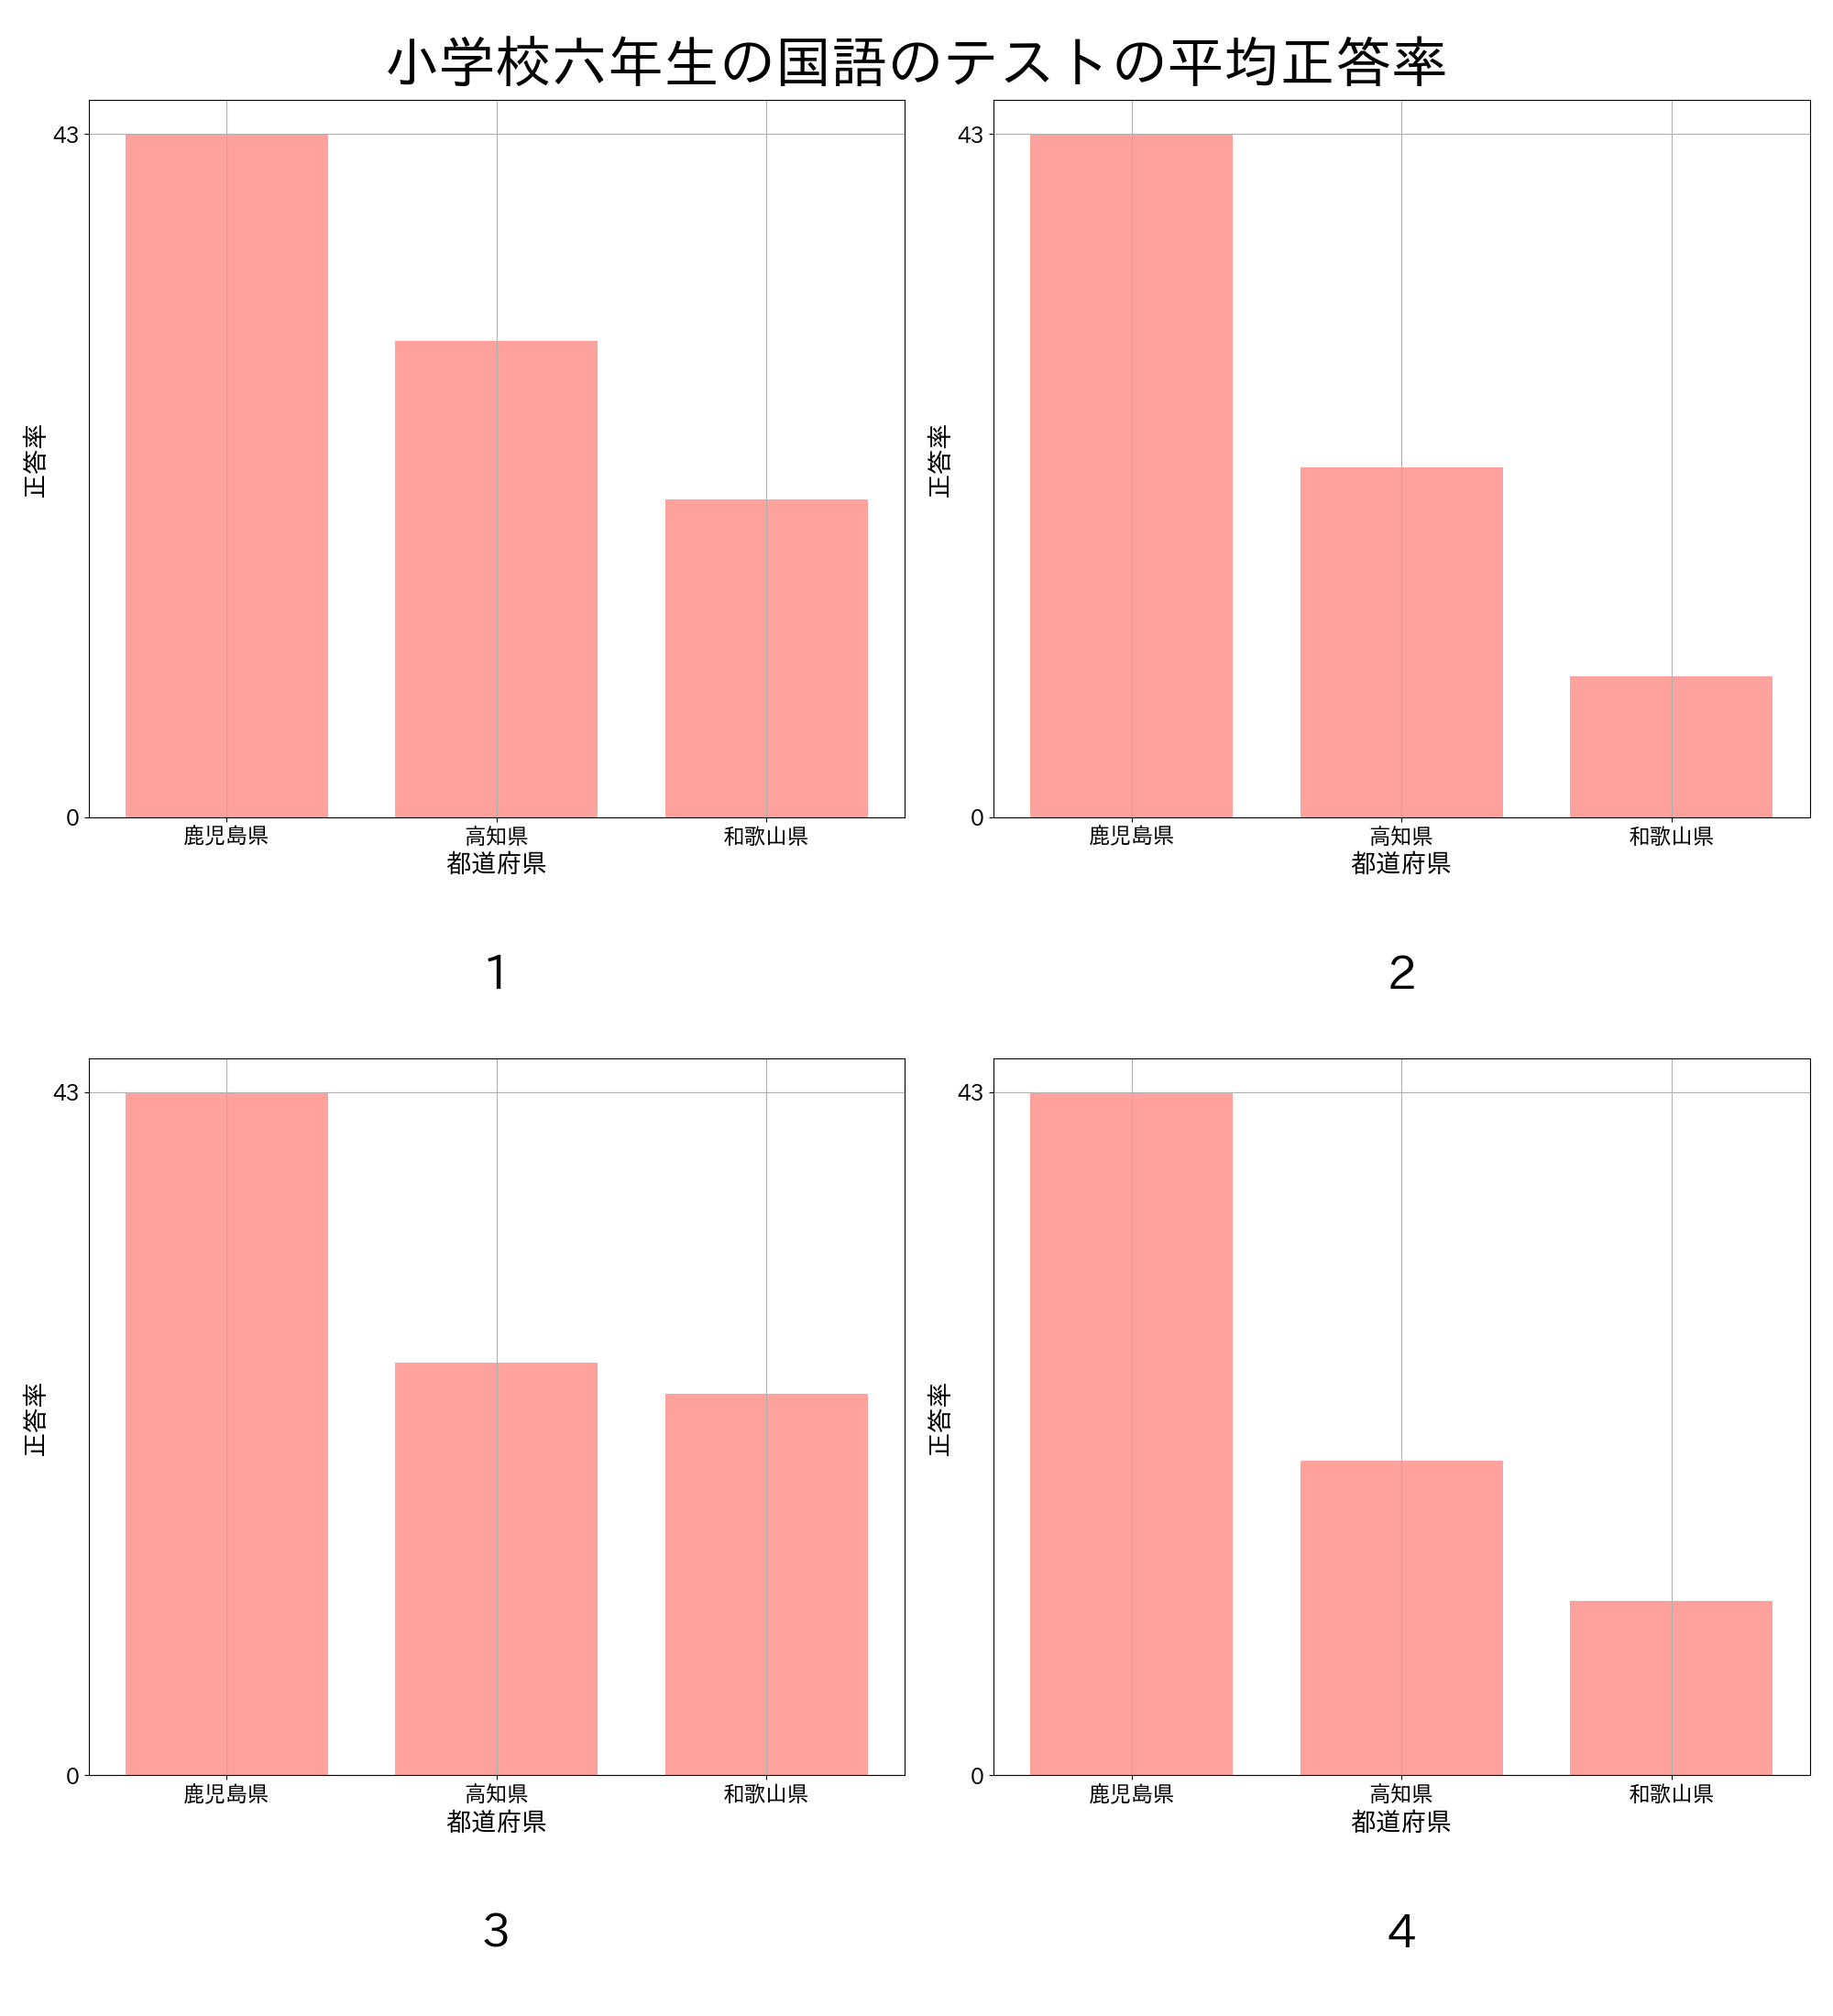 小学校六年生の国語のテストの平均正答率
43
正答率
0
鹿児島県 高知県 和歌山県
都道府県
1
43
正答率
0
鹿児島県 高知県 和歌山県
都道府県
2
43
正答率
0
鹿児島県 高知県 和歌山県
都道府県
3
43
正答率
0
鹿児島県 高知県 和歌山県
都道府県
4